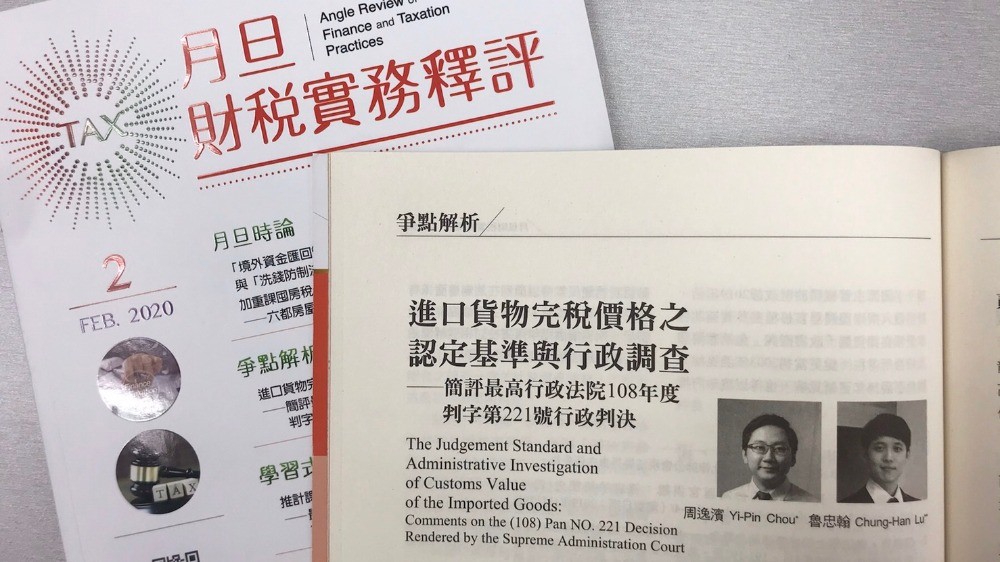 月旦
財稅實務釋評
Angle Review of
Finance and Taxation
Practices
TAX
2
FEB. 2020
月旦時論
「境外資金匯回
與「洗錢防制
加重課囤房稅
──六都房屋
爭點解析
進口貨物完
──簡評
判字
學習式
推計課
TAX
爭點解析
進口貨物完稅價格之
認定基準與行政調查
──簡評最高行政法院108年度
判字第221號行政判決
The Judgement Standard and
Administrative Investigation
of Customs Value
of the Imported Goods:
Comments on the (108) Pan NO. 221 Decision
Rendered by the Supreme Administration Court
周逸濱 Yi-Pin Chou* 魯忠翰 Chung-Han Lu**